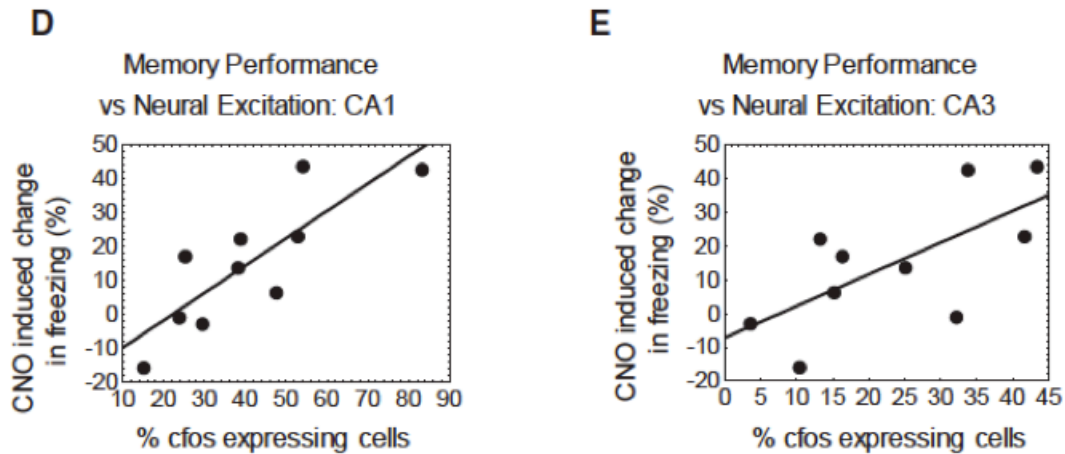 D
Memory Performance
vs Neural Excitation: CA1
CNO induced change
in freezing (%)
50
40
30
20
10
0
-10
-20
10 20 30 40 50 60 70 80 90
% cfos expressing cells
E
Memory Performance
vs Neural Excitation: CA3
CNO induced change
in freezing (%)
50
40
30
20
10
0
-10
-20
0 5 10 15 20 25 30 35 40 45
% cfos expressing cells